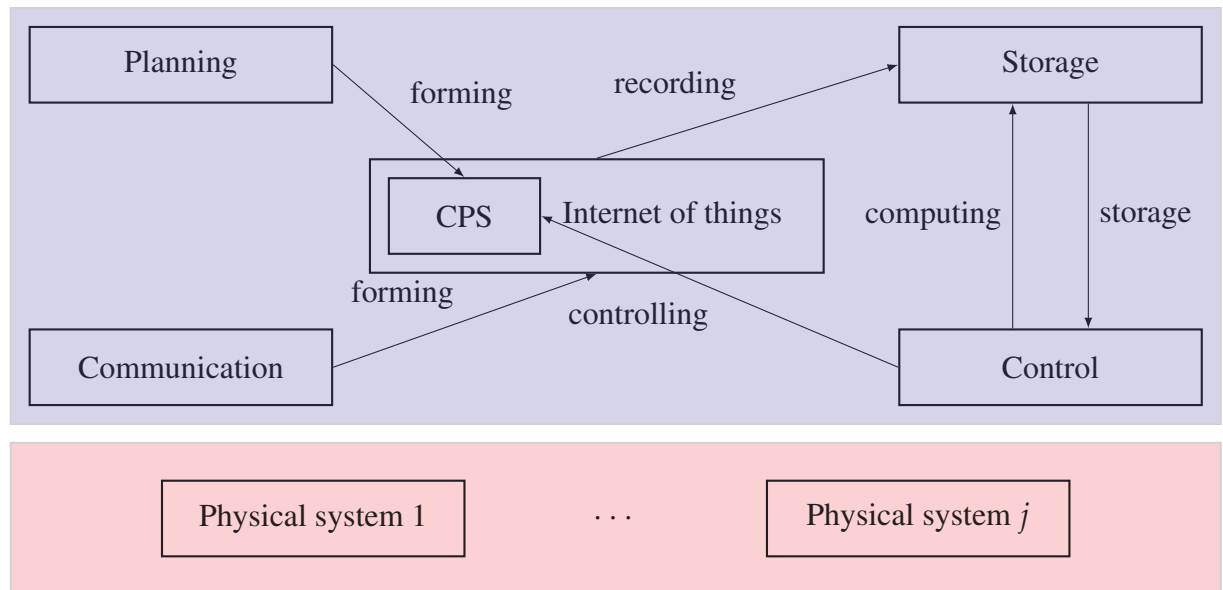 Planning
Storage
forming
recording
CPS
Internet of things
computing
storage
forming
controlling
Communication
Control
Physical system 1
· · ·
Physical system j